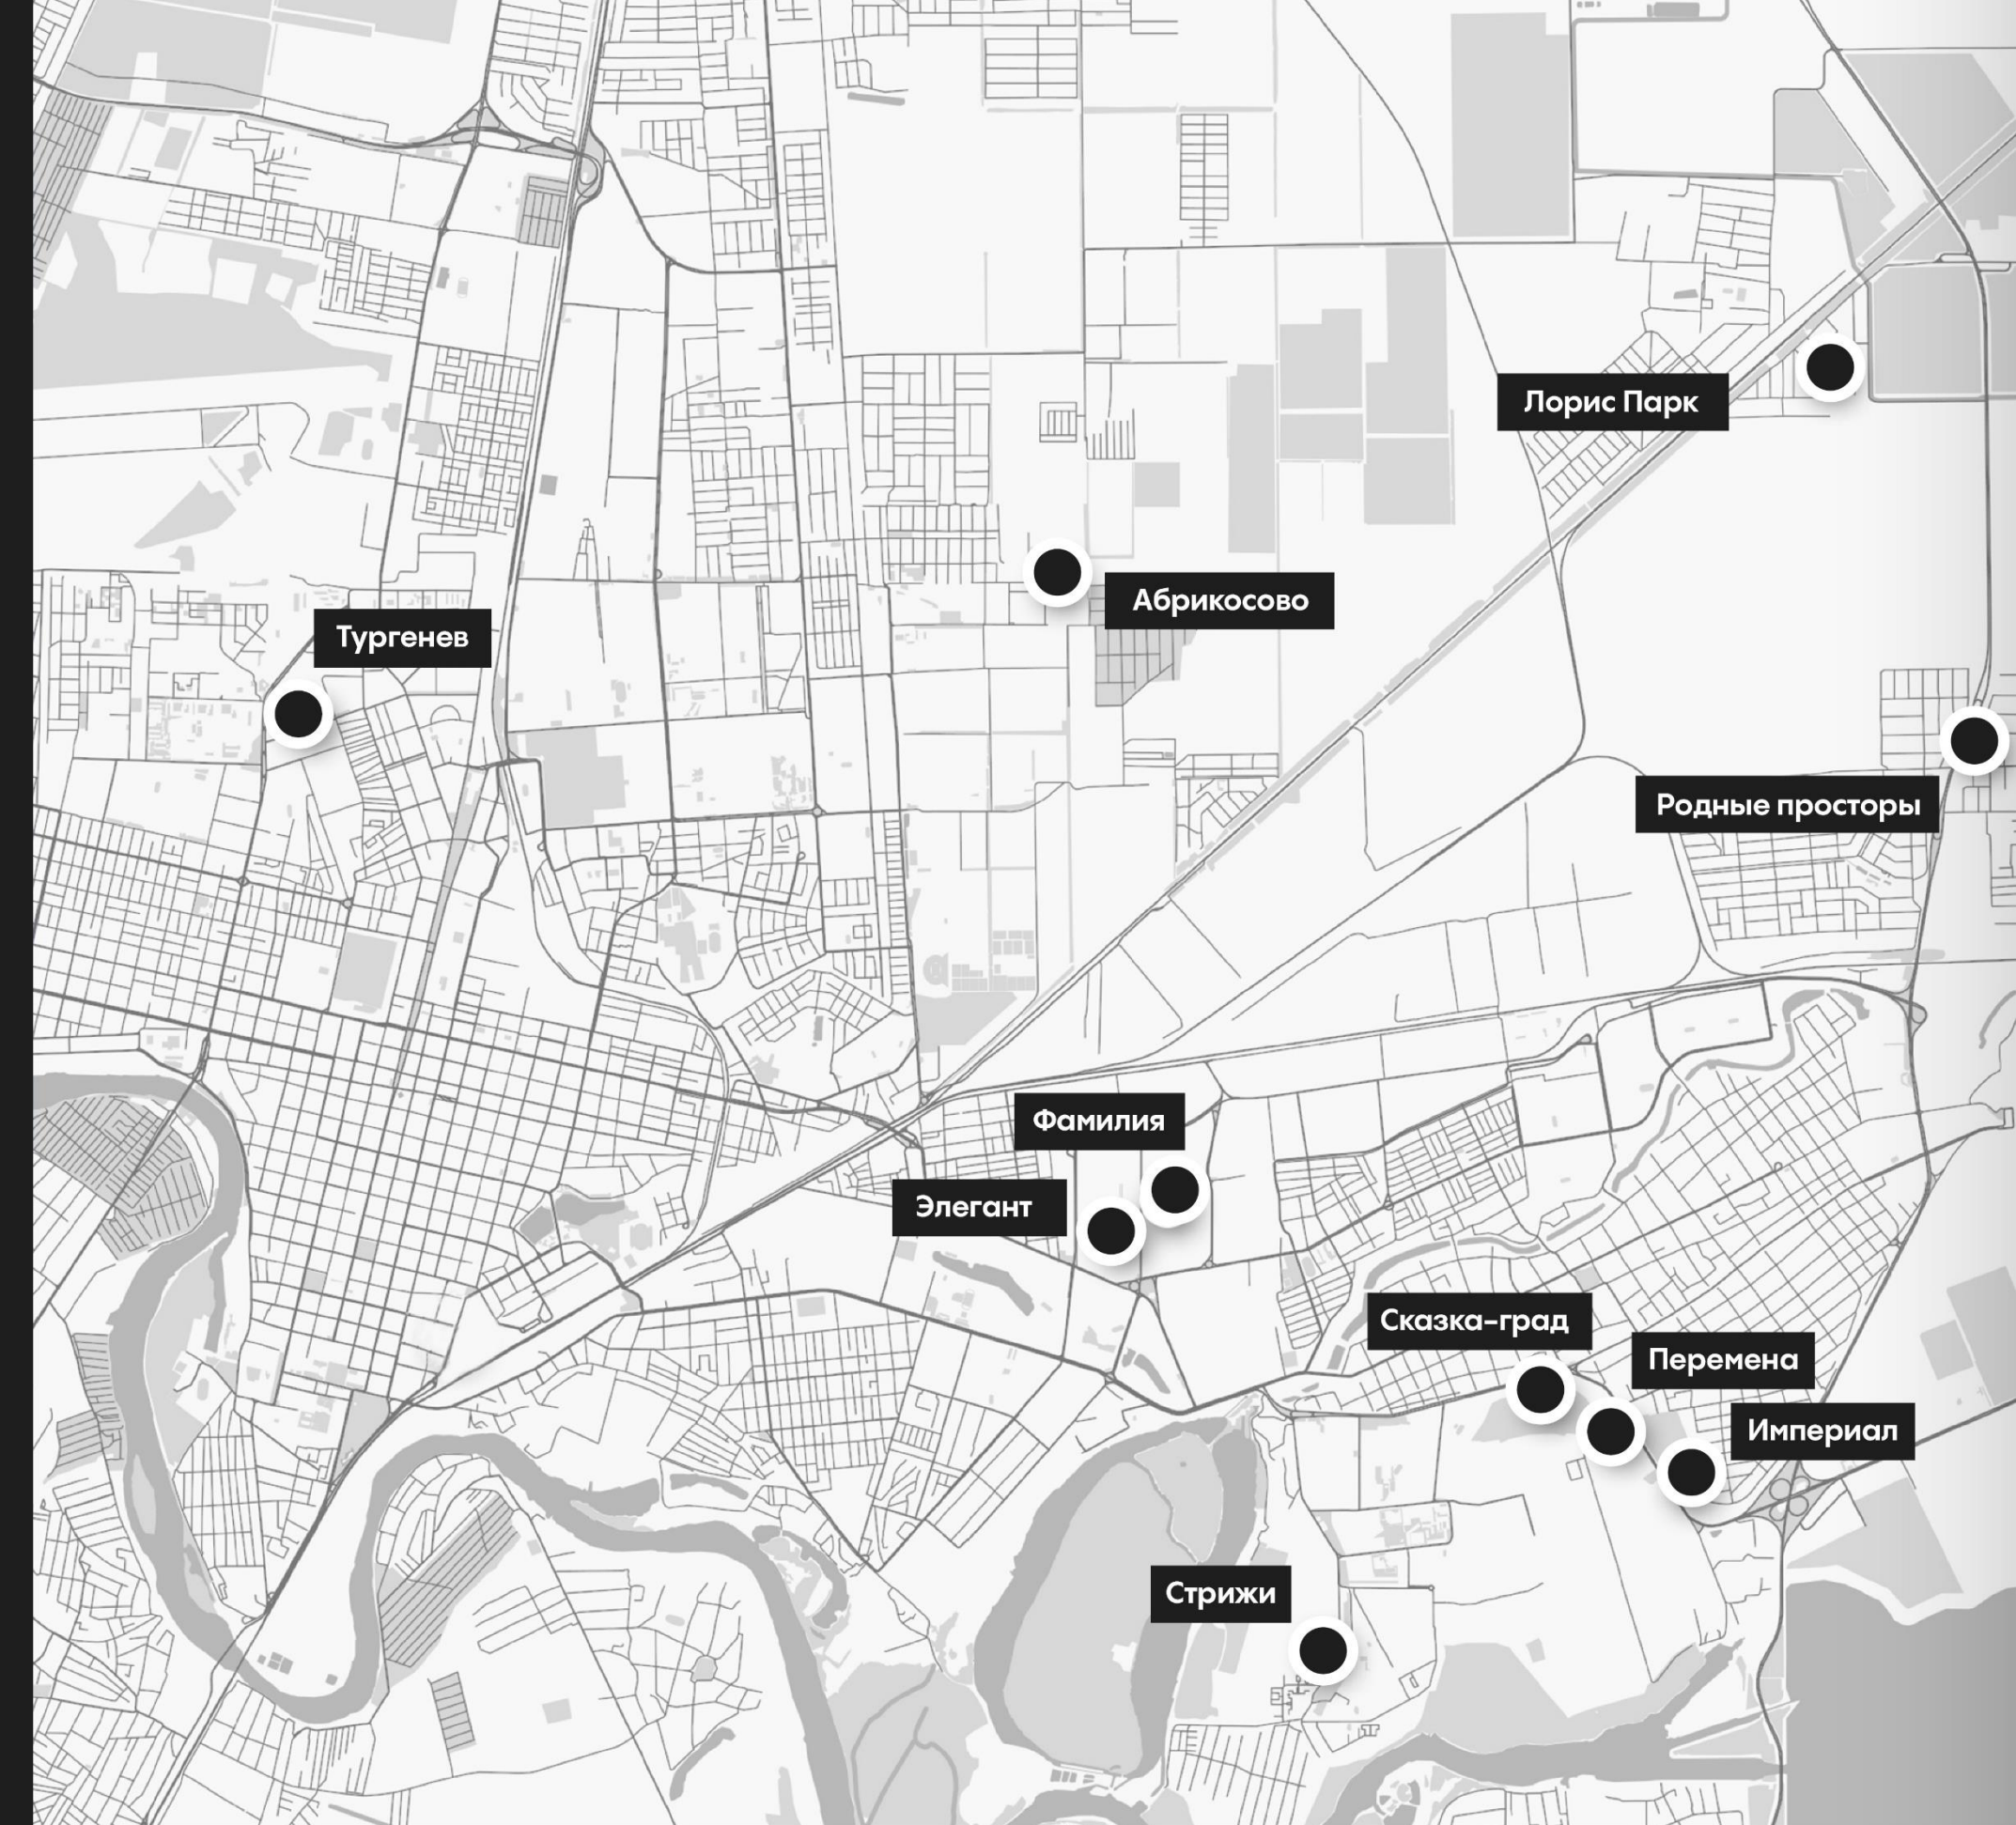 Лорис Парк
Абрикосово
Тургенев
Родные просторы
Фамилия
Элегант
Сказка-град
Перемена
Империал
Стрижи